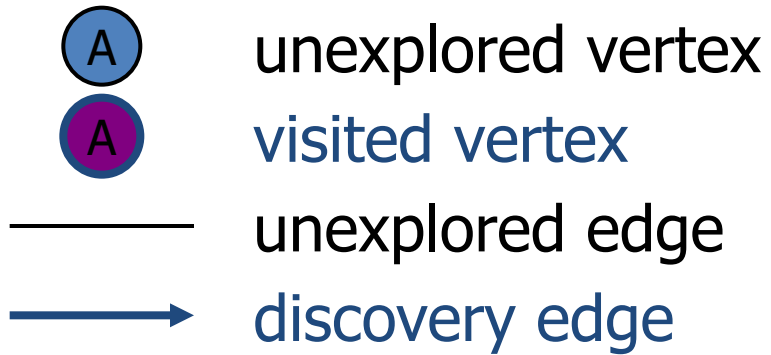 A unexplored vertex
A visited vertex
unexplored edge
discovery edge